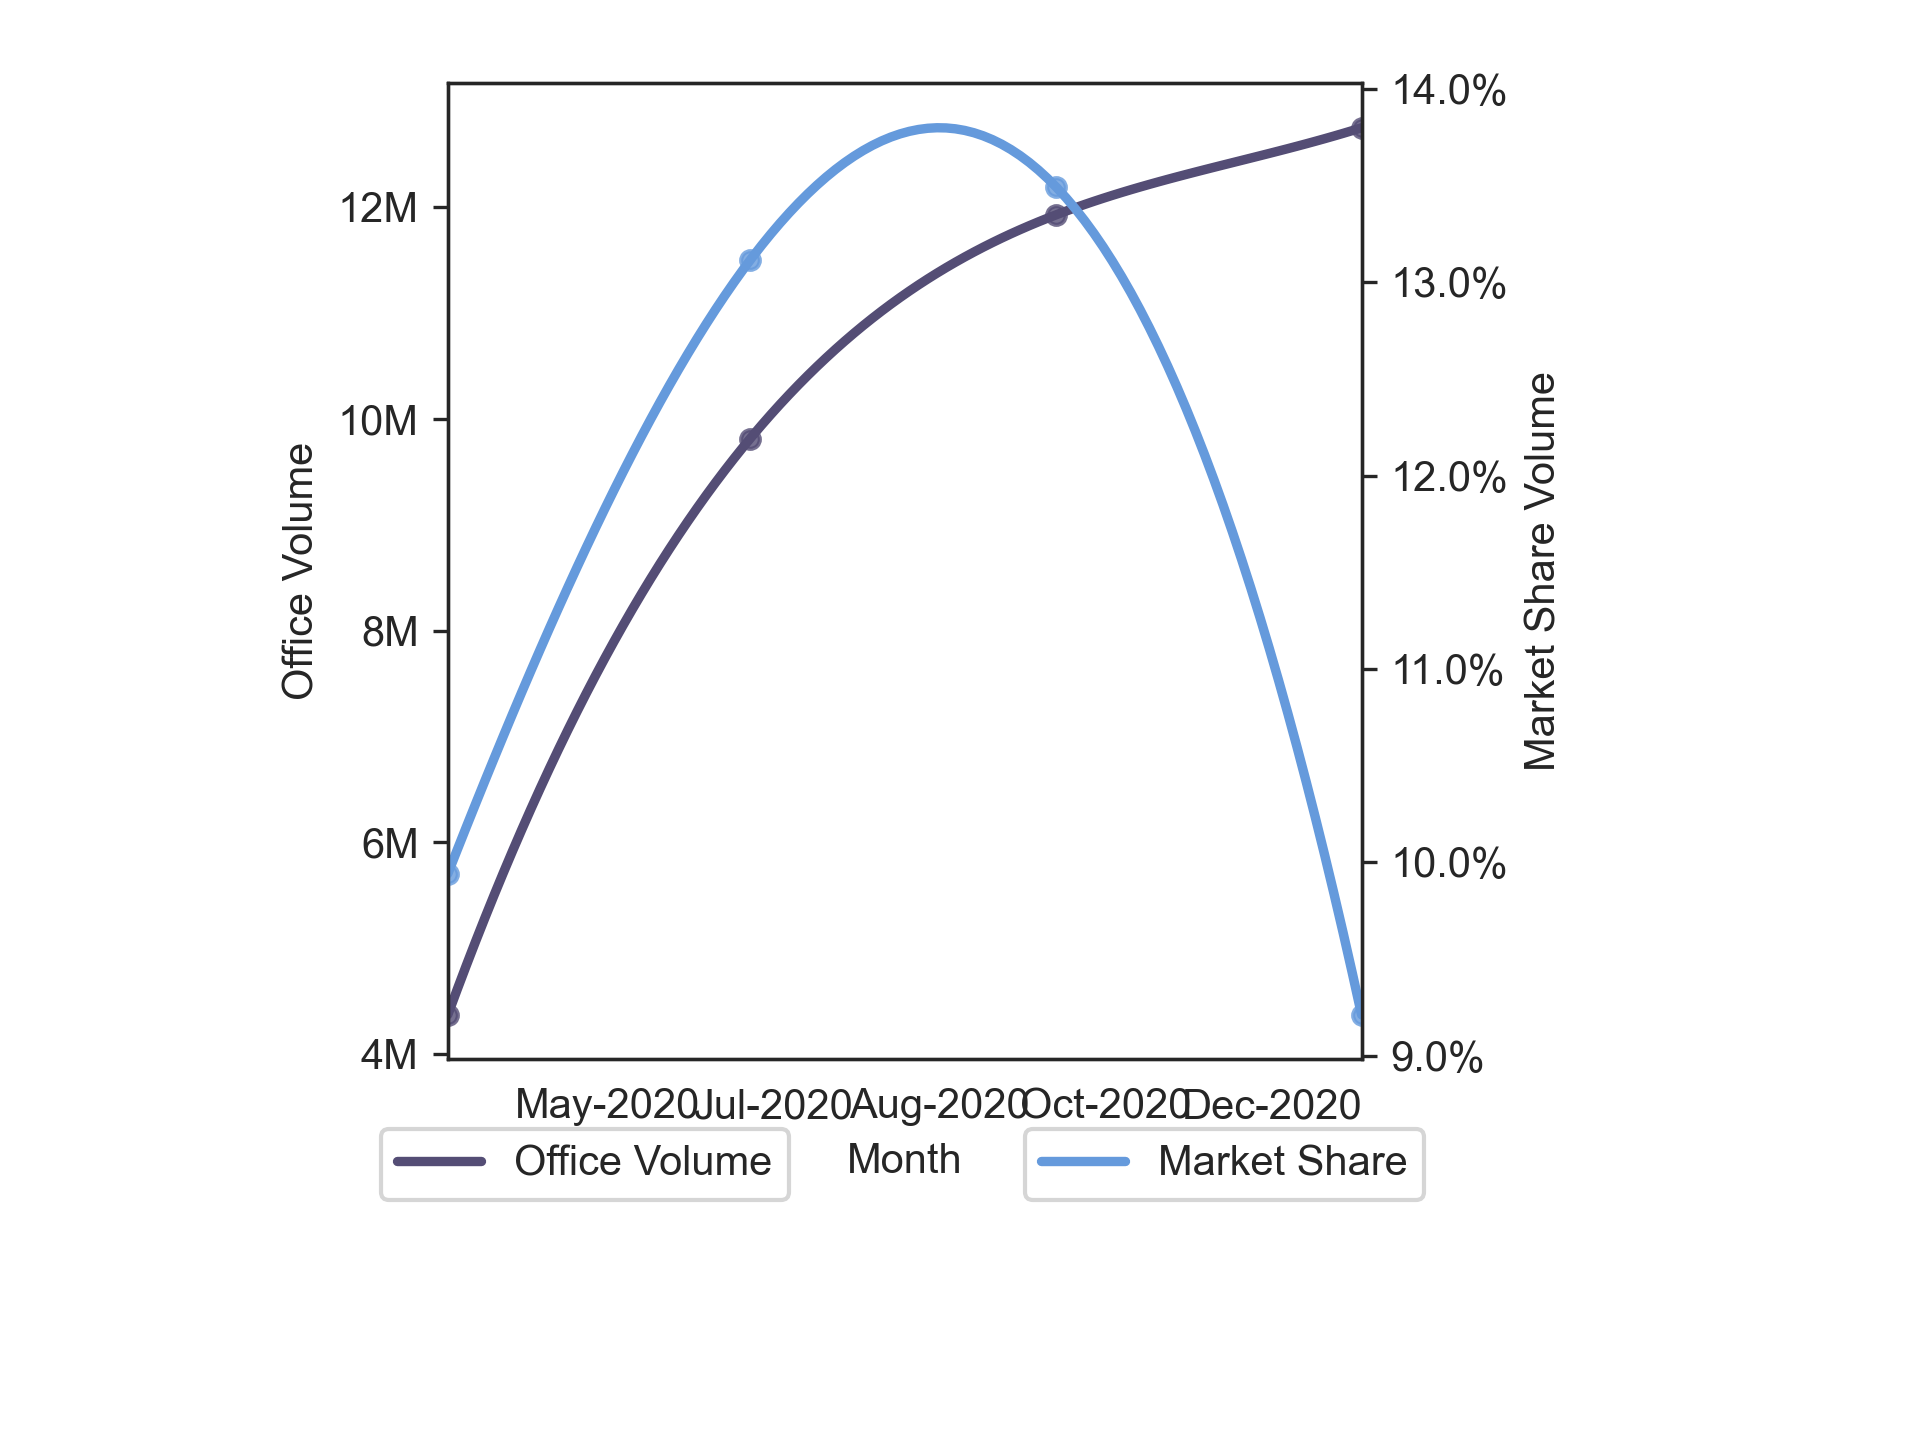 14.0%
12M
13.0%
10M
12.0%
Office Volume
Market Share Volume
8M
11.0%
6M
10.0%
4M
9.0%
May-2020 Jul-2020 Aug-2020 Oct-2020 Dec-2020
Office Volume Month Market Share